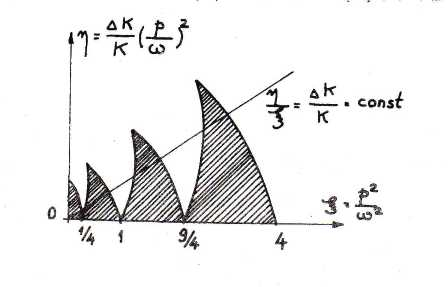 η = ΔK/K (p/ω)²
η/ξ = ΔK/K = const
ξ = p²/ω²
0 1/4 1 9/4 4